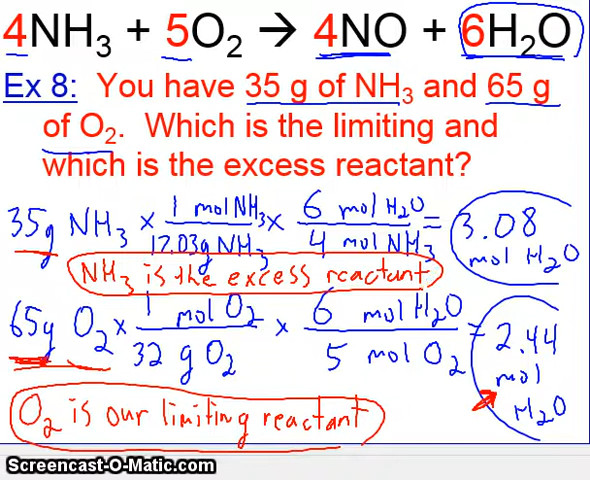 4NH3 + 5O2 → 4NO + 6H2O
Ex 8: You have 35 g of NH3 and 65 g
of O2. Which is the limiting and
which is the excess reactant?
35g NH3 × 1 mol NH3 / 17.03g NH3 × 6 mol H2O / 4 mol NH3 = 3.08 mol H2O
NH3 is the excess reactant
65g O2 × 1 mol O2 / 32 g O2 × 6 mol H2O / 5 mol O2 = 2.44 mol H2O
O2 is our limiting reactant
Screencast-O-Matic.com